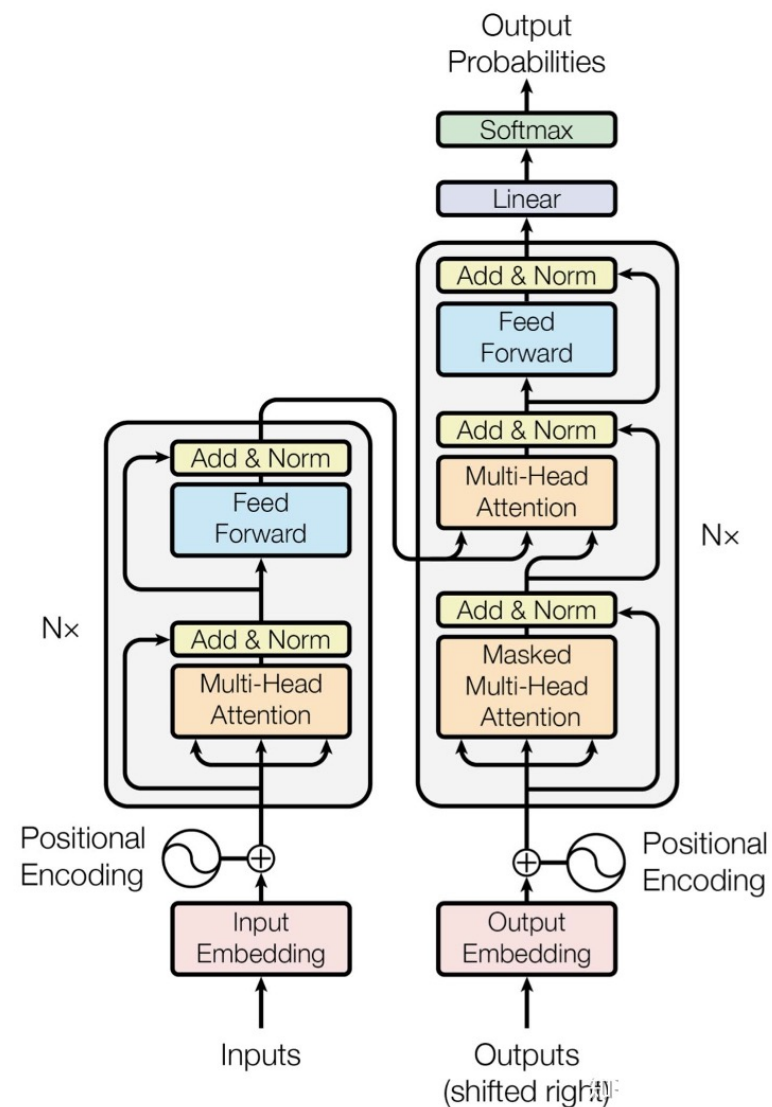 Output
Probabilities
Softmax
Linear
Add & Norm
Feed
Forward
Add & Norm
Multi-Head
Attention
Nx
Add & Norm
Masked
Multi-Head
Attention
Add & Norm
Feed
Forward
Nx
Add & Norm
Multi-Head
Attention
Positional
Encoding
Positional
Encoding
Input
Embedding
Output
Embedding
Inputs
Outputs
(shifted right)